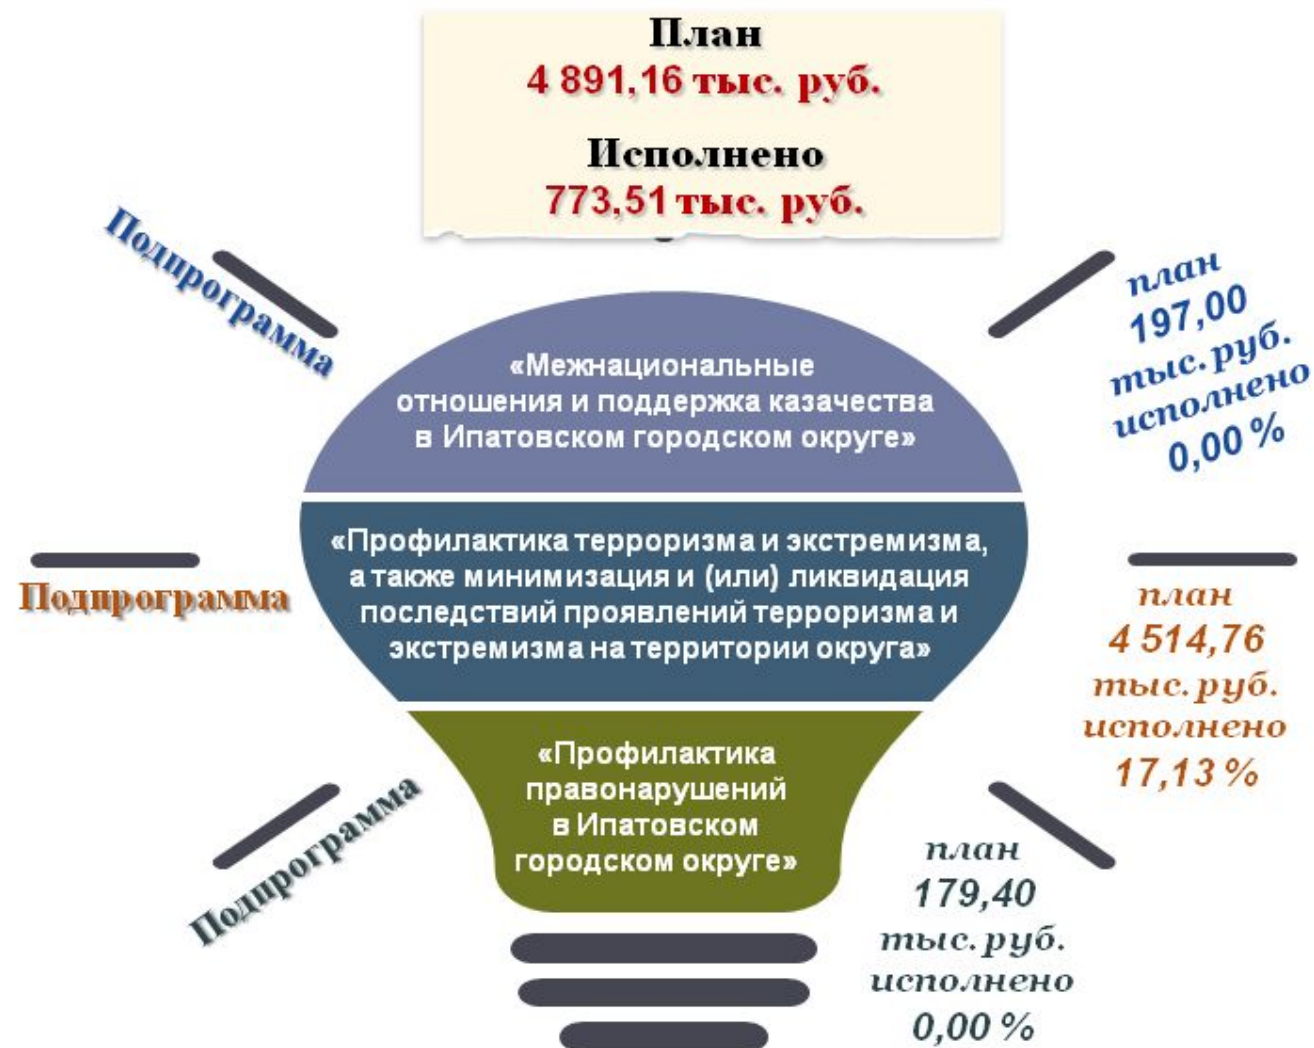 План
4 891,16 тыс. руб.
Исполнено
773,51 тыс. руб.
Подпрограмма
«Межнациональные
отношения и поддержка казачества
в Ипатовском городском округе»
план
197,00
тыс. руб.
исполнено
0,00 %
Подпрограмма
«Профилактика терроризма и экстремизма,
а также минимизация и (или) ликвидация
последствий проявлений терроризма и
экстремизма на территории округа»
план
4 514,76
тыс. руб.
исполнено
17,13 %
Подпрограмма
«Профилактика
правонарушений
в Ипатовском
городском округе»
план
179,40
тыс. руб.
исполнено
0,00 %